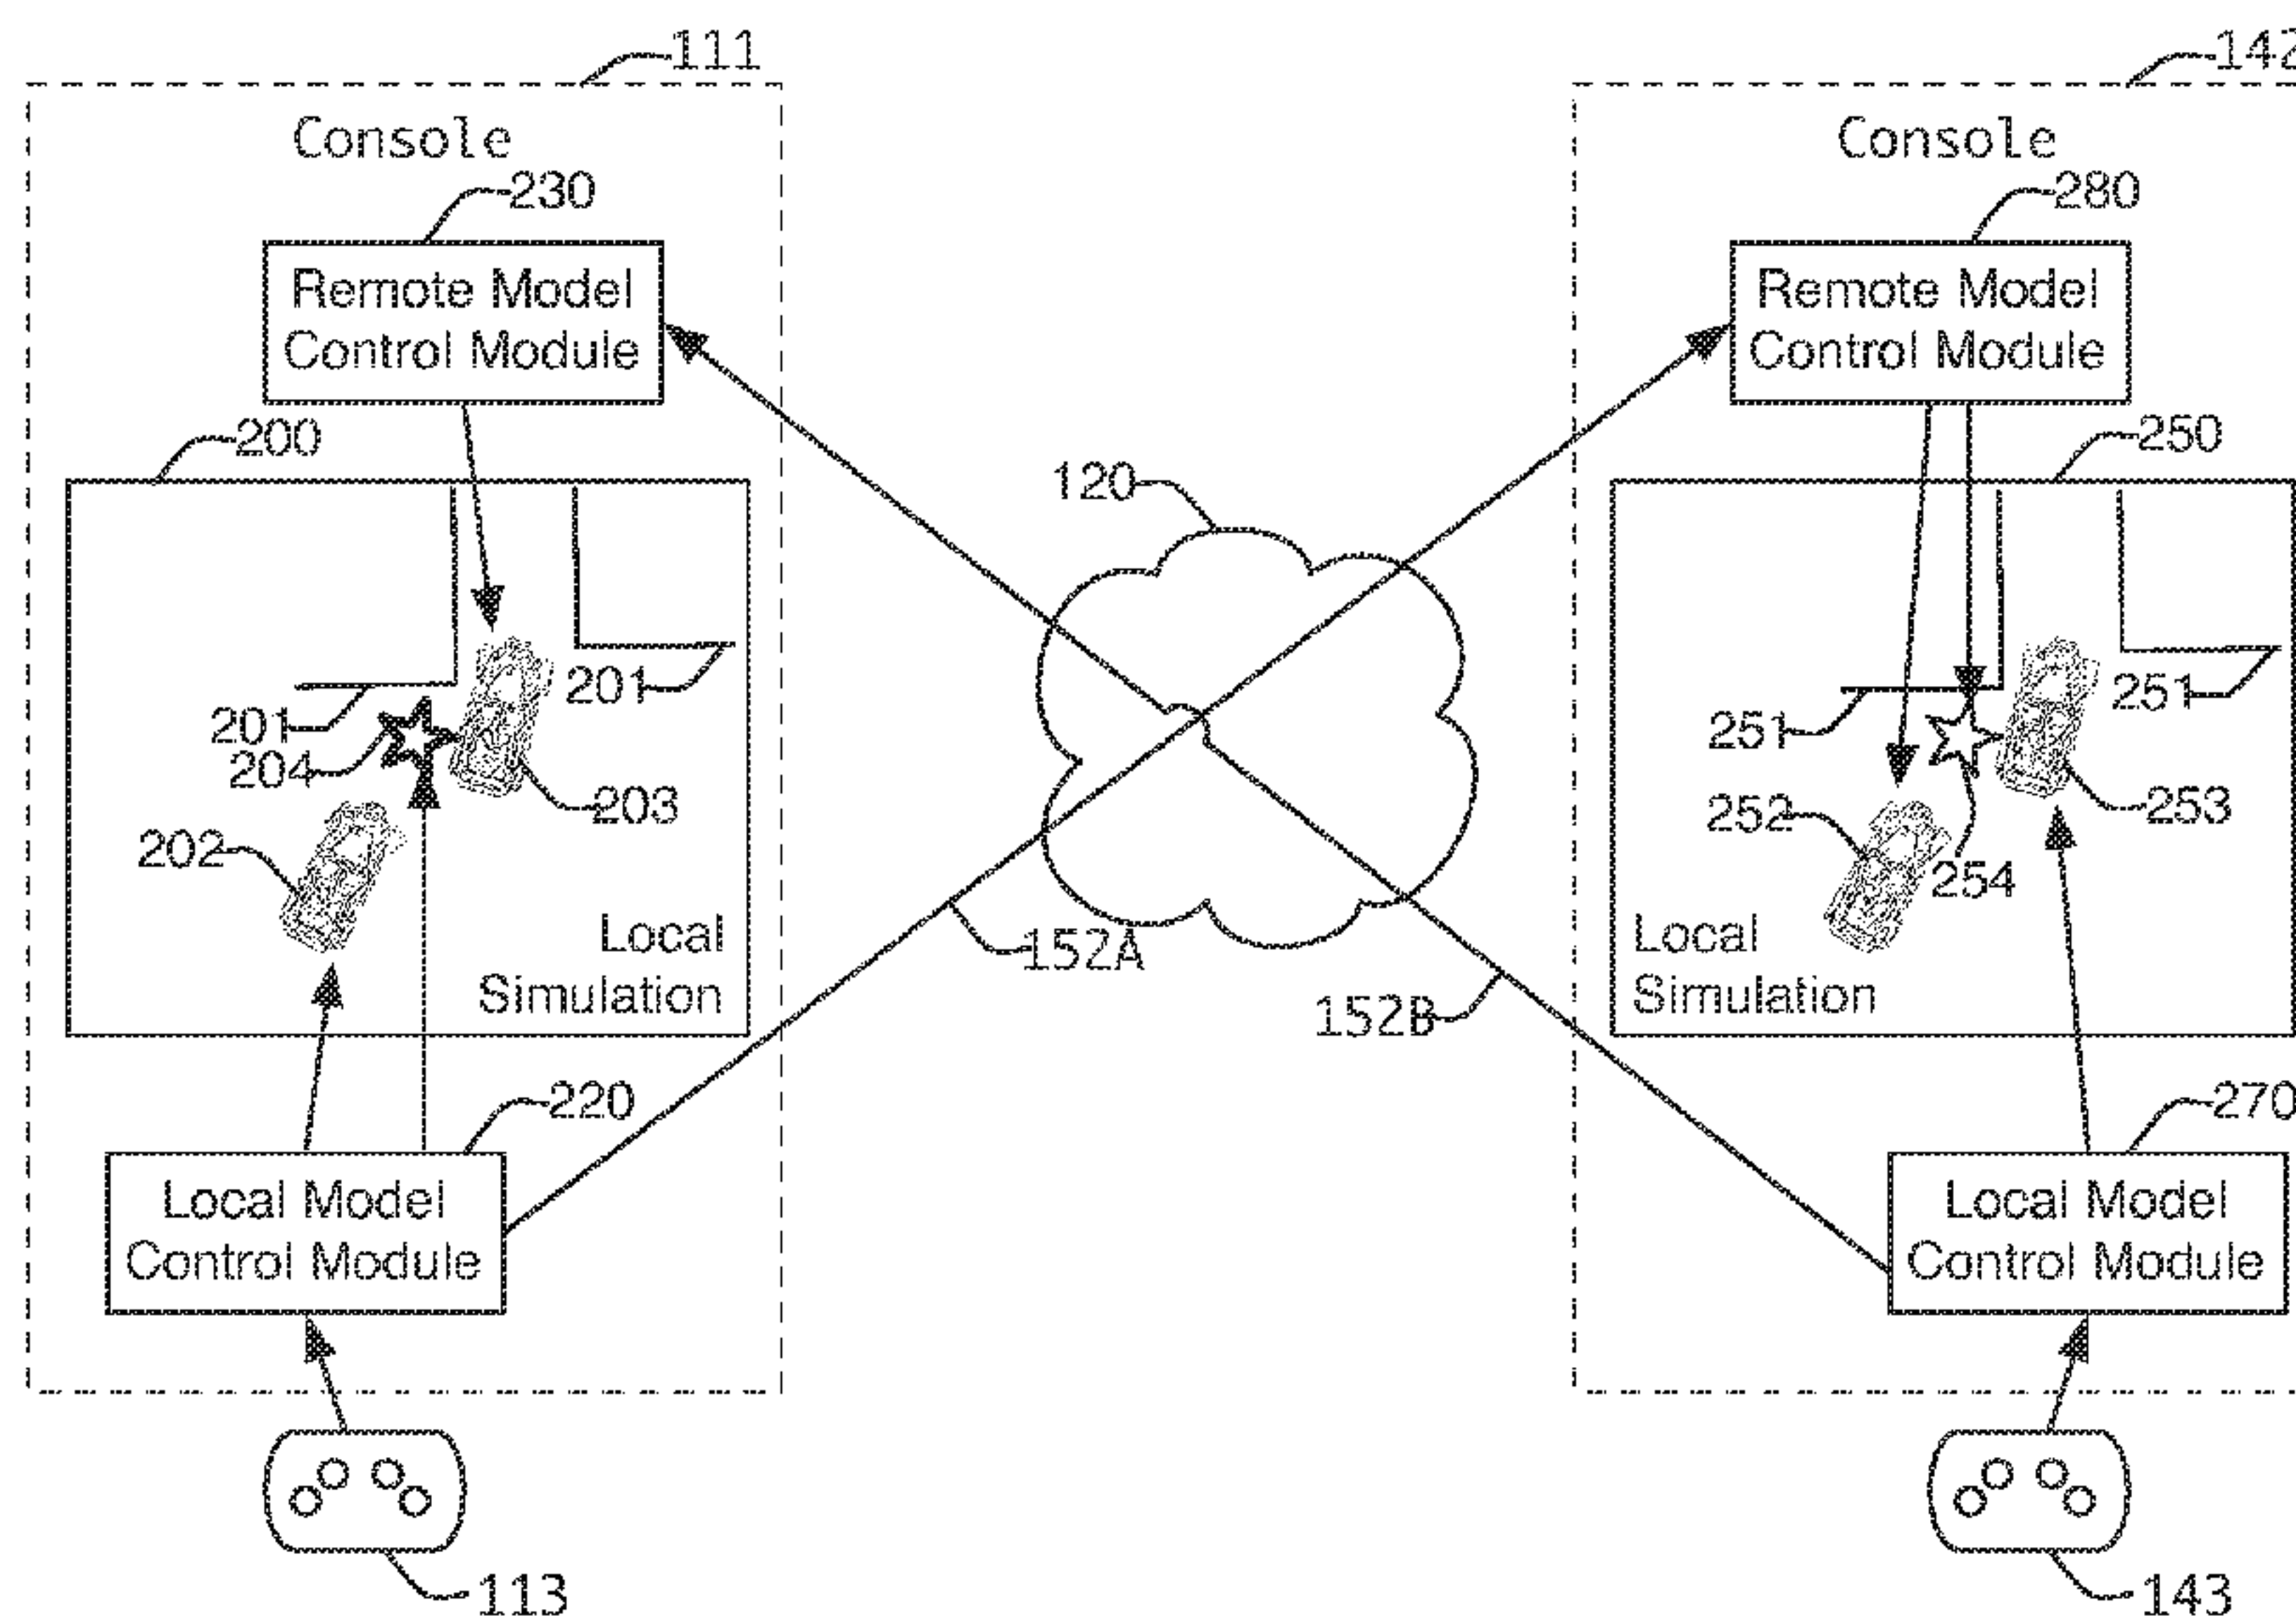 111
142
Console
Console
230
280
Remote Model
Control Module
Remote Model
Control Module
200
250
120
201
201
204
203
202
Local
Simulation
251
251
252
253
254
Local
Simulation
152A
152B
220
270
Local Model
Control Module
Local Model
Control Module
113
143